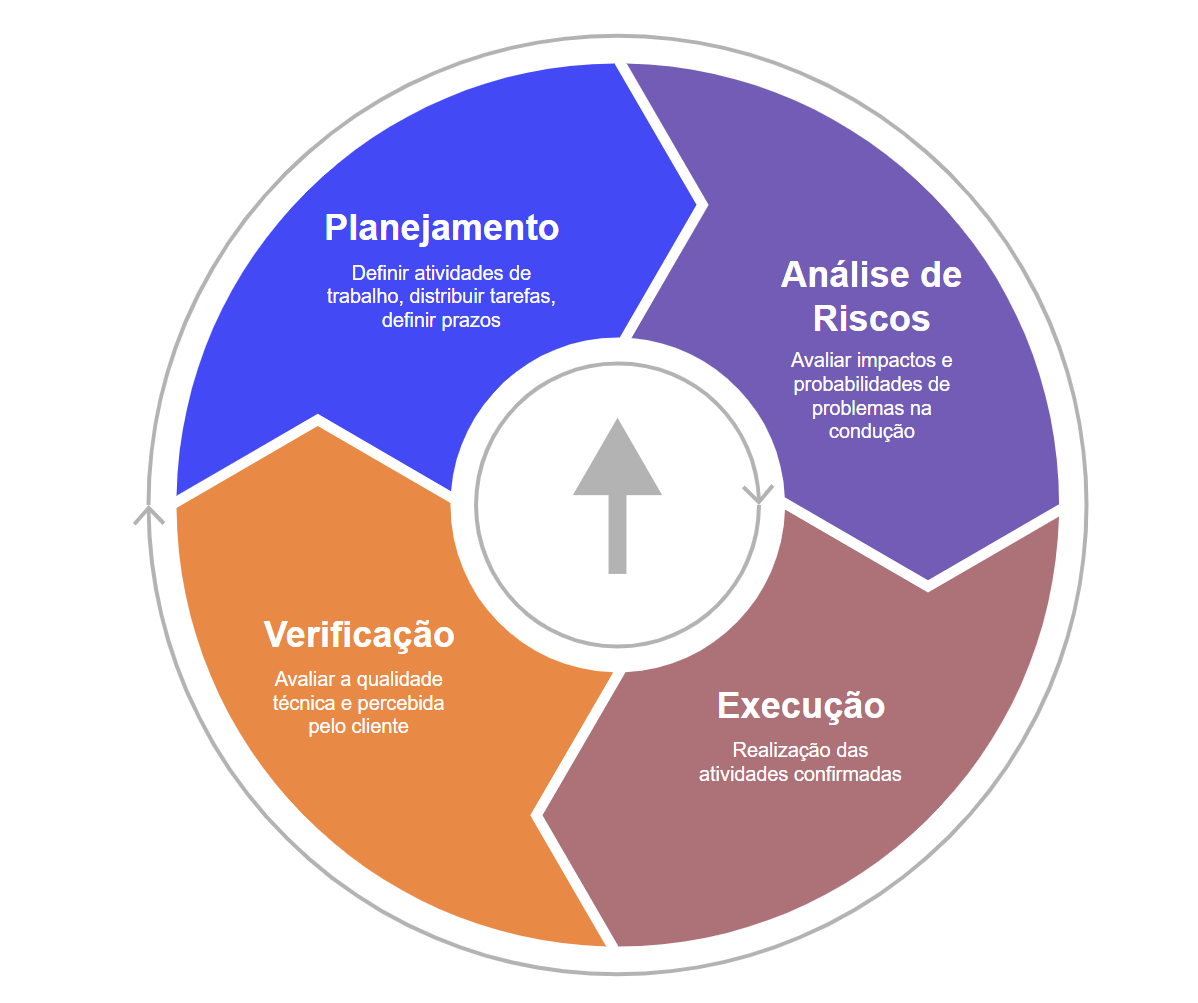 Planejamento
Definir atividades de
trabalho, distribuir tarefas,
definir prazos
Análise de
Riscos
Avaliar impactos e
probabilidades de
problemas na
condução
Execução
Realização das
atividades confirmadas
Verificação
Avaliar a qualidade
técnica e percebida
pelo cliente